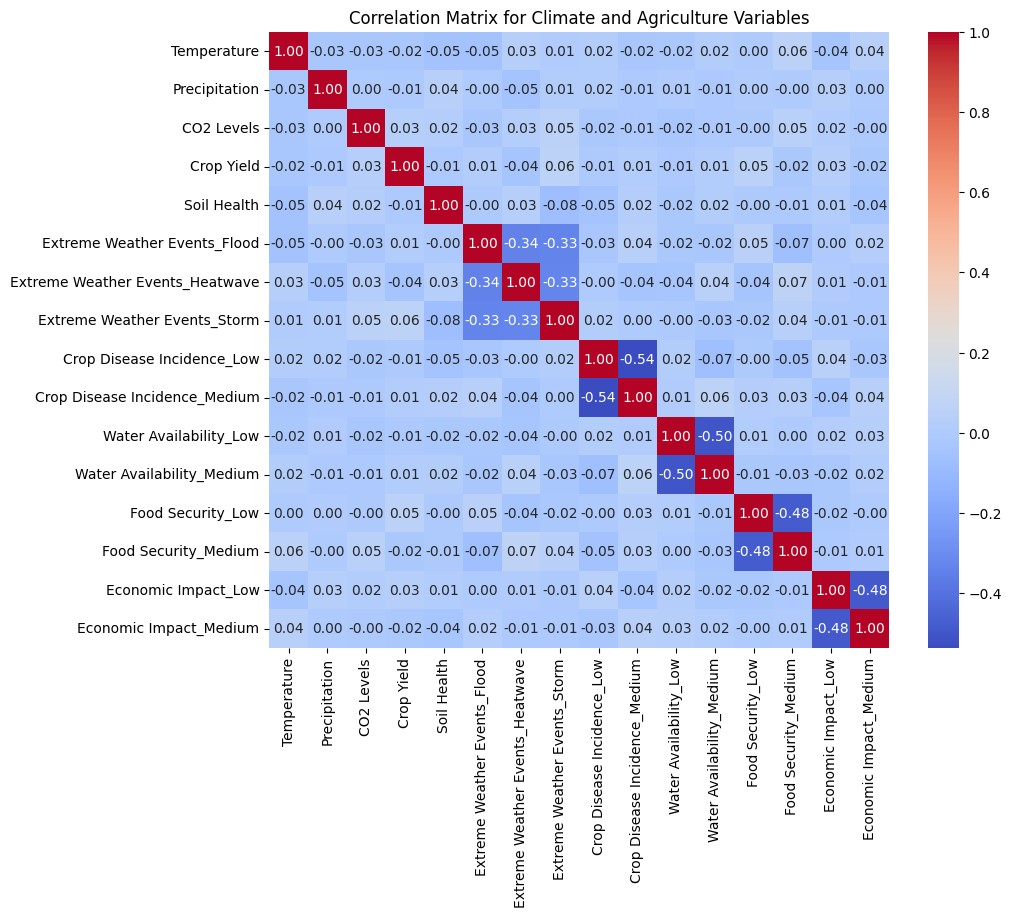 Correlation Matrix for Climate and Agriculture Variables
Temperature 1.00 -0.03 -0.03 -0.02 -0.05 -0.05 0.03 0.01 0.02 -0.02 -0.02 0.02 0.00 0.06 -0.04 0.04
Precipitation -0.03 1.00 0.00 -0.01 0.04 -0.00 -0.05 0.01 0.02 -0.01 0.01 -0.01 0.00 -0.00 0.03 0.00
CO2 Levels -0.03 0.00 1.00 0.03 0.02 -0.03 0.03 0.05 -0.02 -0.01 -0.02 -0.01 -0.00 0.05 0.02 -0.00
Crop Yield -0.02 -0.01 0.03 1.00 -0.01 0.01 -0.04 0.06 -0.01 0.01 -0.01 0.01 0.05 -0.02 0.03 -0.02
Soil Health -0.05 0.04 0.02 -0.01 1.00 -0.00 0.03 -0.08 -0.05 0.02 -0.02 0.02 -0.00 -0.01 0.01 -0.04
Extreme Weather Events_Flood -0.05 -0.00 -0.03 0.01 -0.00 1.00 -0.34 -0.33 -0.03 0.04 -0.02 -0.02 0.05 -0.07 0.00 0.02
Extreme Weather Events_Heatwave 0.03 -0.05 0.03 -0.04 0.03 -0.34 1.00 -0.33 -0.00 -0.04 -0.04 0.04 -0.04 0.07 0.01 -0.01
Extreme Weather Events_Storm 0.01 0.01 0.05 0.06 -0.08 -0.33 -0.33 1.00 0.02 0.00 -0.00 -0.03 -0.02 0.04 -0.01 -0.01
Crop Disease Incidence_Low 0.02 0.02 -0.02 -0.01 -0.05 -0.03 -0.00 0.02 1.00 -0.54 0.02 -0.07 -0.00 -0.05 0.04 -0.03
Crop Disease Incidence_Medium -0.02 -0.01 -0.01 0.01 0.02 0.04 -0.04 0.00 -0.54 1.00 0.01 0.06 0.03 0.03 -0.04 0.04
Water Availability_Low -0.02 0.01 -0.02 -0.01 -0.02 -0.02 -0.04 -0.00 0.02 0.01 1.00 -0.50 0.01 0.00 0.02 0.03
Water Availability_Medium 0.02 -0.01 -0.01 0.01 0.02 -0.02 0.04 -0.03 -0.07 0.06 -0.50 1.00 -0.01 -0.03 -0.02 0.02
Food Security_Low 0.00 0.00 -0.00 0.05 -0.00 0.05 -0.04 -0.02 -0.00 0.03 0.01 -0.01 1.00 -0.48 -0.02 -0.00
Food Security_Medium 0.06 -0.00 0.05 -0.02 -0.01 -0.07 0.07 0.04 -0.05 0.03 0.00 -0.03 -0.48 1.00 -0.01 0.01
Economic Impact_Low -0.04 0.03 0.02 0.03 0.01 0.00 0.01 -0.01 0.04 -0.04 0.02 -0.02 -0.02 -0.01 1.00 -0.48
Economic Impact_Medium 0.04 0.00 -0.00 -0.02 -0.04 0.02 -0.01 -0.01 -0.03 0.04 0.03 0.02 -0.00 0.01 -0.48 1.00
Temperature
Precipitation
CO2 Levels
Crop Yield
Soil Health
Extreme Weather Events_Flood
Extreme Weather Events_Heatwave
Extreme Weather Events_Storm
Crop Disease Incidence_Low
Crop Disease Incidence_Medium
Water Availability_Low
Water Availability_Medium
Food Security_Low
Food Security_Medium
Economic Impact_Low
Economic Impact_Medium
1.0
0.8
0.6
0.4
0.2
0.0
−0.2
−0.4